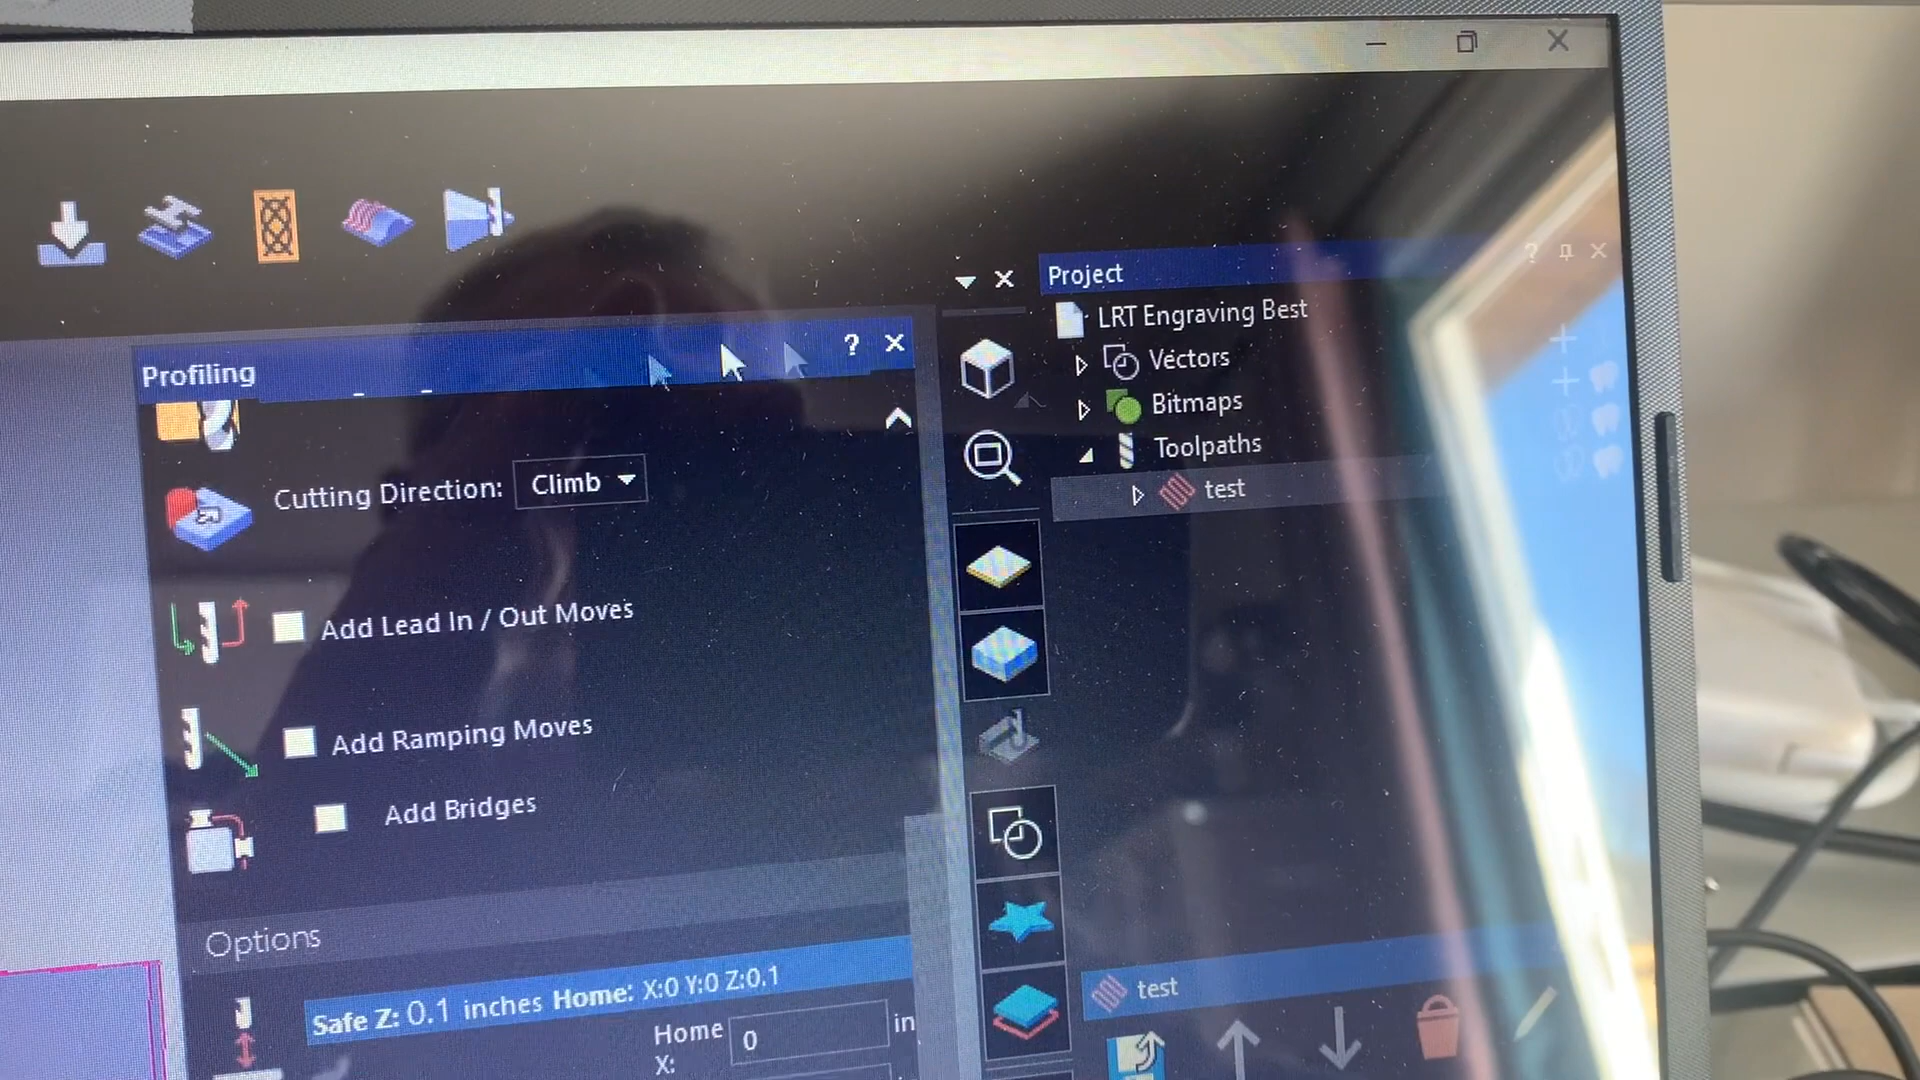 Project
LRT Engraving Best
Vectors
Bitmaps
Toolpaths
test
Profiling
Cutting Direction: Climb
Add Lead In / Out Moves
Add Ramping Moves
Add Bridges
Options
Safe Z: 0.1 inches Home: X:0 Y:0 Z:0.1
Home X: 0 in
test